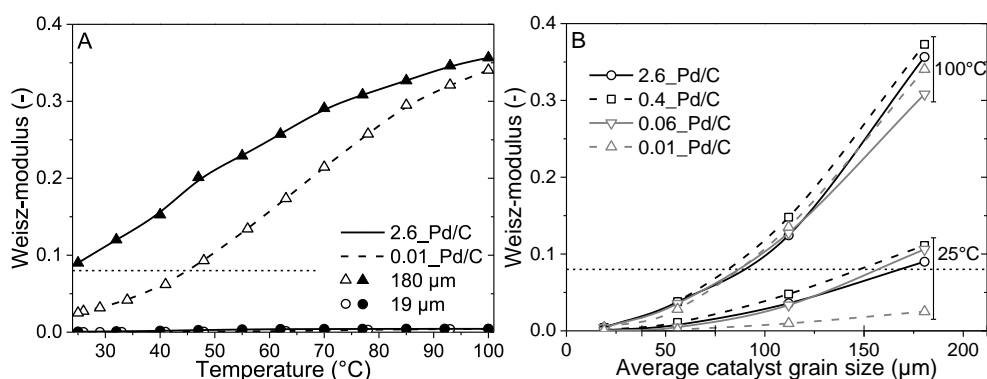 A
Weisz-modulus (-)
0.4
0.3
0.2
0.1
0.0
2.6_Pd/C
0.01_Pd/C
180 µm
19 µm
30 40 50 60 70 80 90 100
Temperature (°C)
B
Weisz-modulus (-)
0.4
0.3
0.2
0.1
0.0
2.6_Pd/C
0.4_Pd/C
0.06_Pd/C
0.01_Pd/C
100°C
25°C
0 50 100 150 200
Average catalyst grain size (µm)